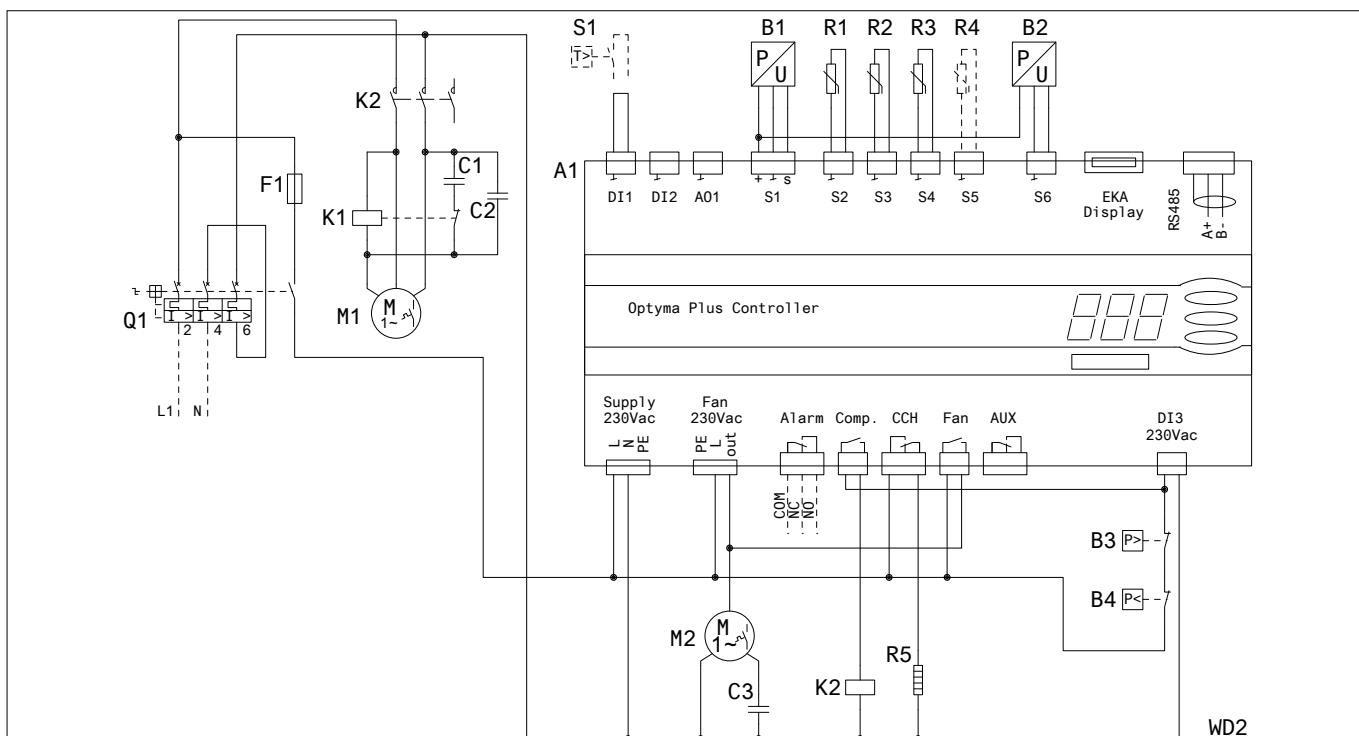 S1
B1
R1
R2
R3
R4
B2
T>
P
U
P
U
K2
A1
F1
C1
C2
K1
DI1
DI2
AO1
+
s
S1
S2
S3
S4
S5
S6
EKA
Display
RS485
A+
B-
M
1~
M1
Q1
I >
I >
I >
2
4
6
Optyma Plus Controller
L1
N
Supply
230Vac
L
N
PE
Fan
230Vac
PE
L
out
Alarm
Comp.
CCH
Fan
AUX
DI3
230Vac
COM
NC
NO
B3
P>
B4
P<
M2
M
1~
C3
K2
R5
WD2